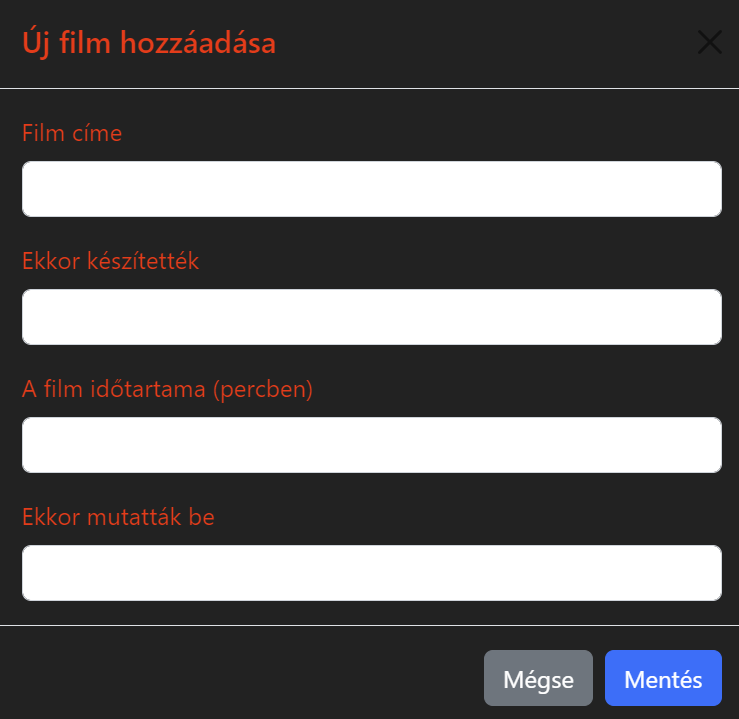 Új film hozzáadása
Film címe
Ekkor készítették
A film időtartama (percben)
Ekkor mutatták be
Mégse Mentés